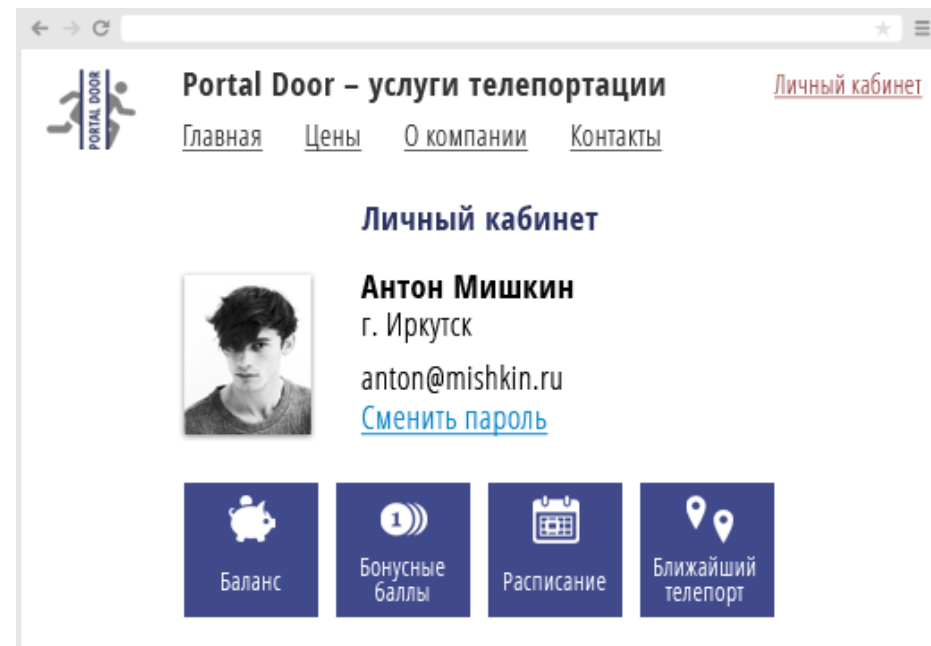 PORTAL DOOR
Portal Door – услуги телепортации
Личный кабинет
Главная Цены О компании Контакты
Личный кабинет
Антон Мишкин
г. Иркутск
anton@mishkin.ru
Сменить пароль
1
Баланс
Бонусные
баллы
Расписание
Ближайший
телепорт